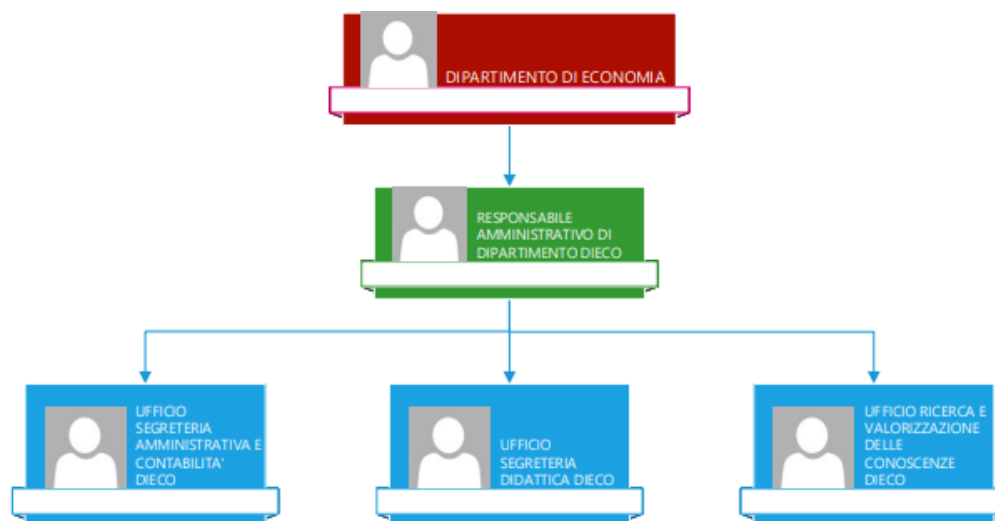 DIPARTIMENTO DI ECONOMIA
RESPONSABILE
AMMINISTRATIVO DI
DIPARTIMENTO DIECO
UFFICIO
SEGRETERIA
AMMINISTRATIVA E
CONTABILITA'
DIECO
UFFICIO
SEGRETERIA
DIDATTICA DIECO
UFFICIO RICERCA E
VALORIZZAZIONE
DELLE
CONOSCENZE
DIECO